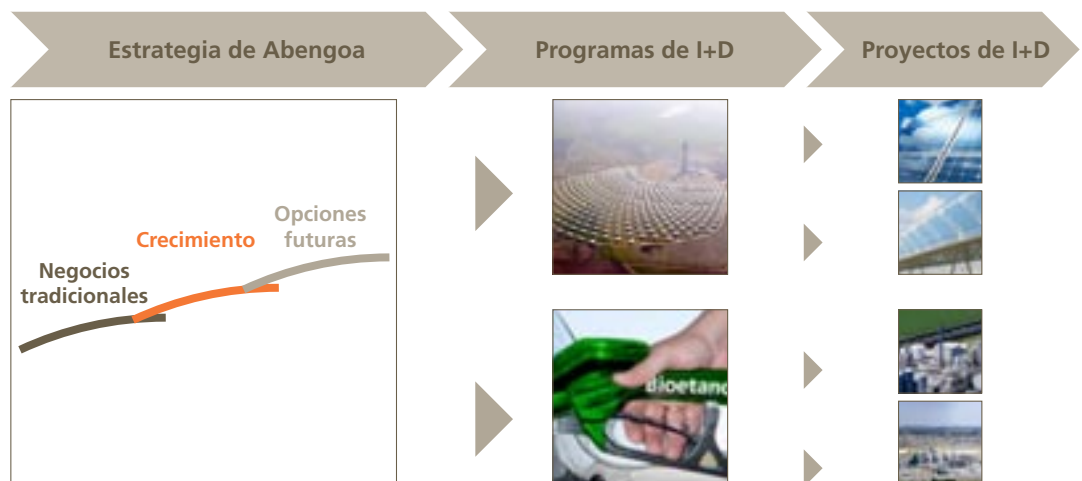 Estrategia de Abengoa
Programas de I+D
Proyectos de I+D
Opciones
futuras
Crecimiento
Negocios
tradicionales
Bioetano